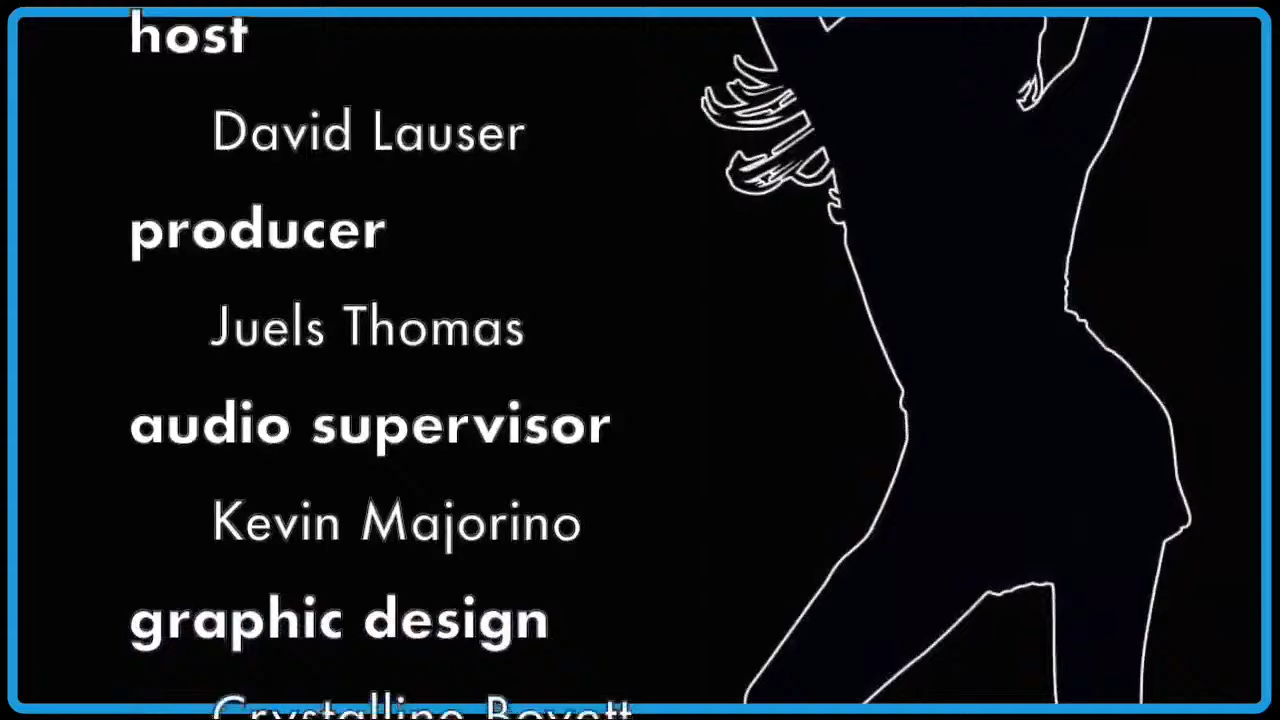 host
David Lauser
producer
Juels Thomas
audio supervisor
Kevin Majorino
graphic design